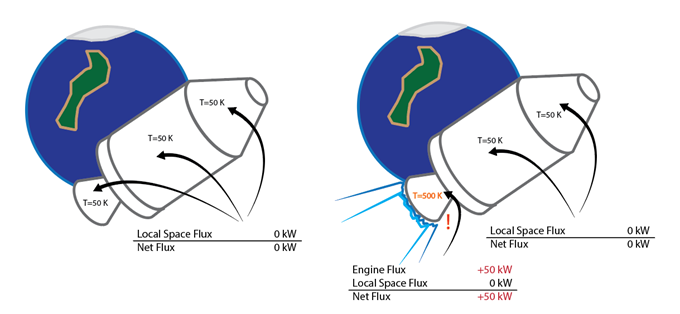 T=50 K
T=50 K
T=50 K
Local Space Flux 0 kW
Net Flux 0 kW
T=50 K
T=50 K
T=500 K
!
Local Space Flux 0 kW
Net Flux 0 kW
Engine Flux +50 kW
Local Space Flux 0 kW
Net Flux +50 kW